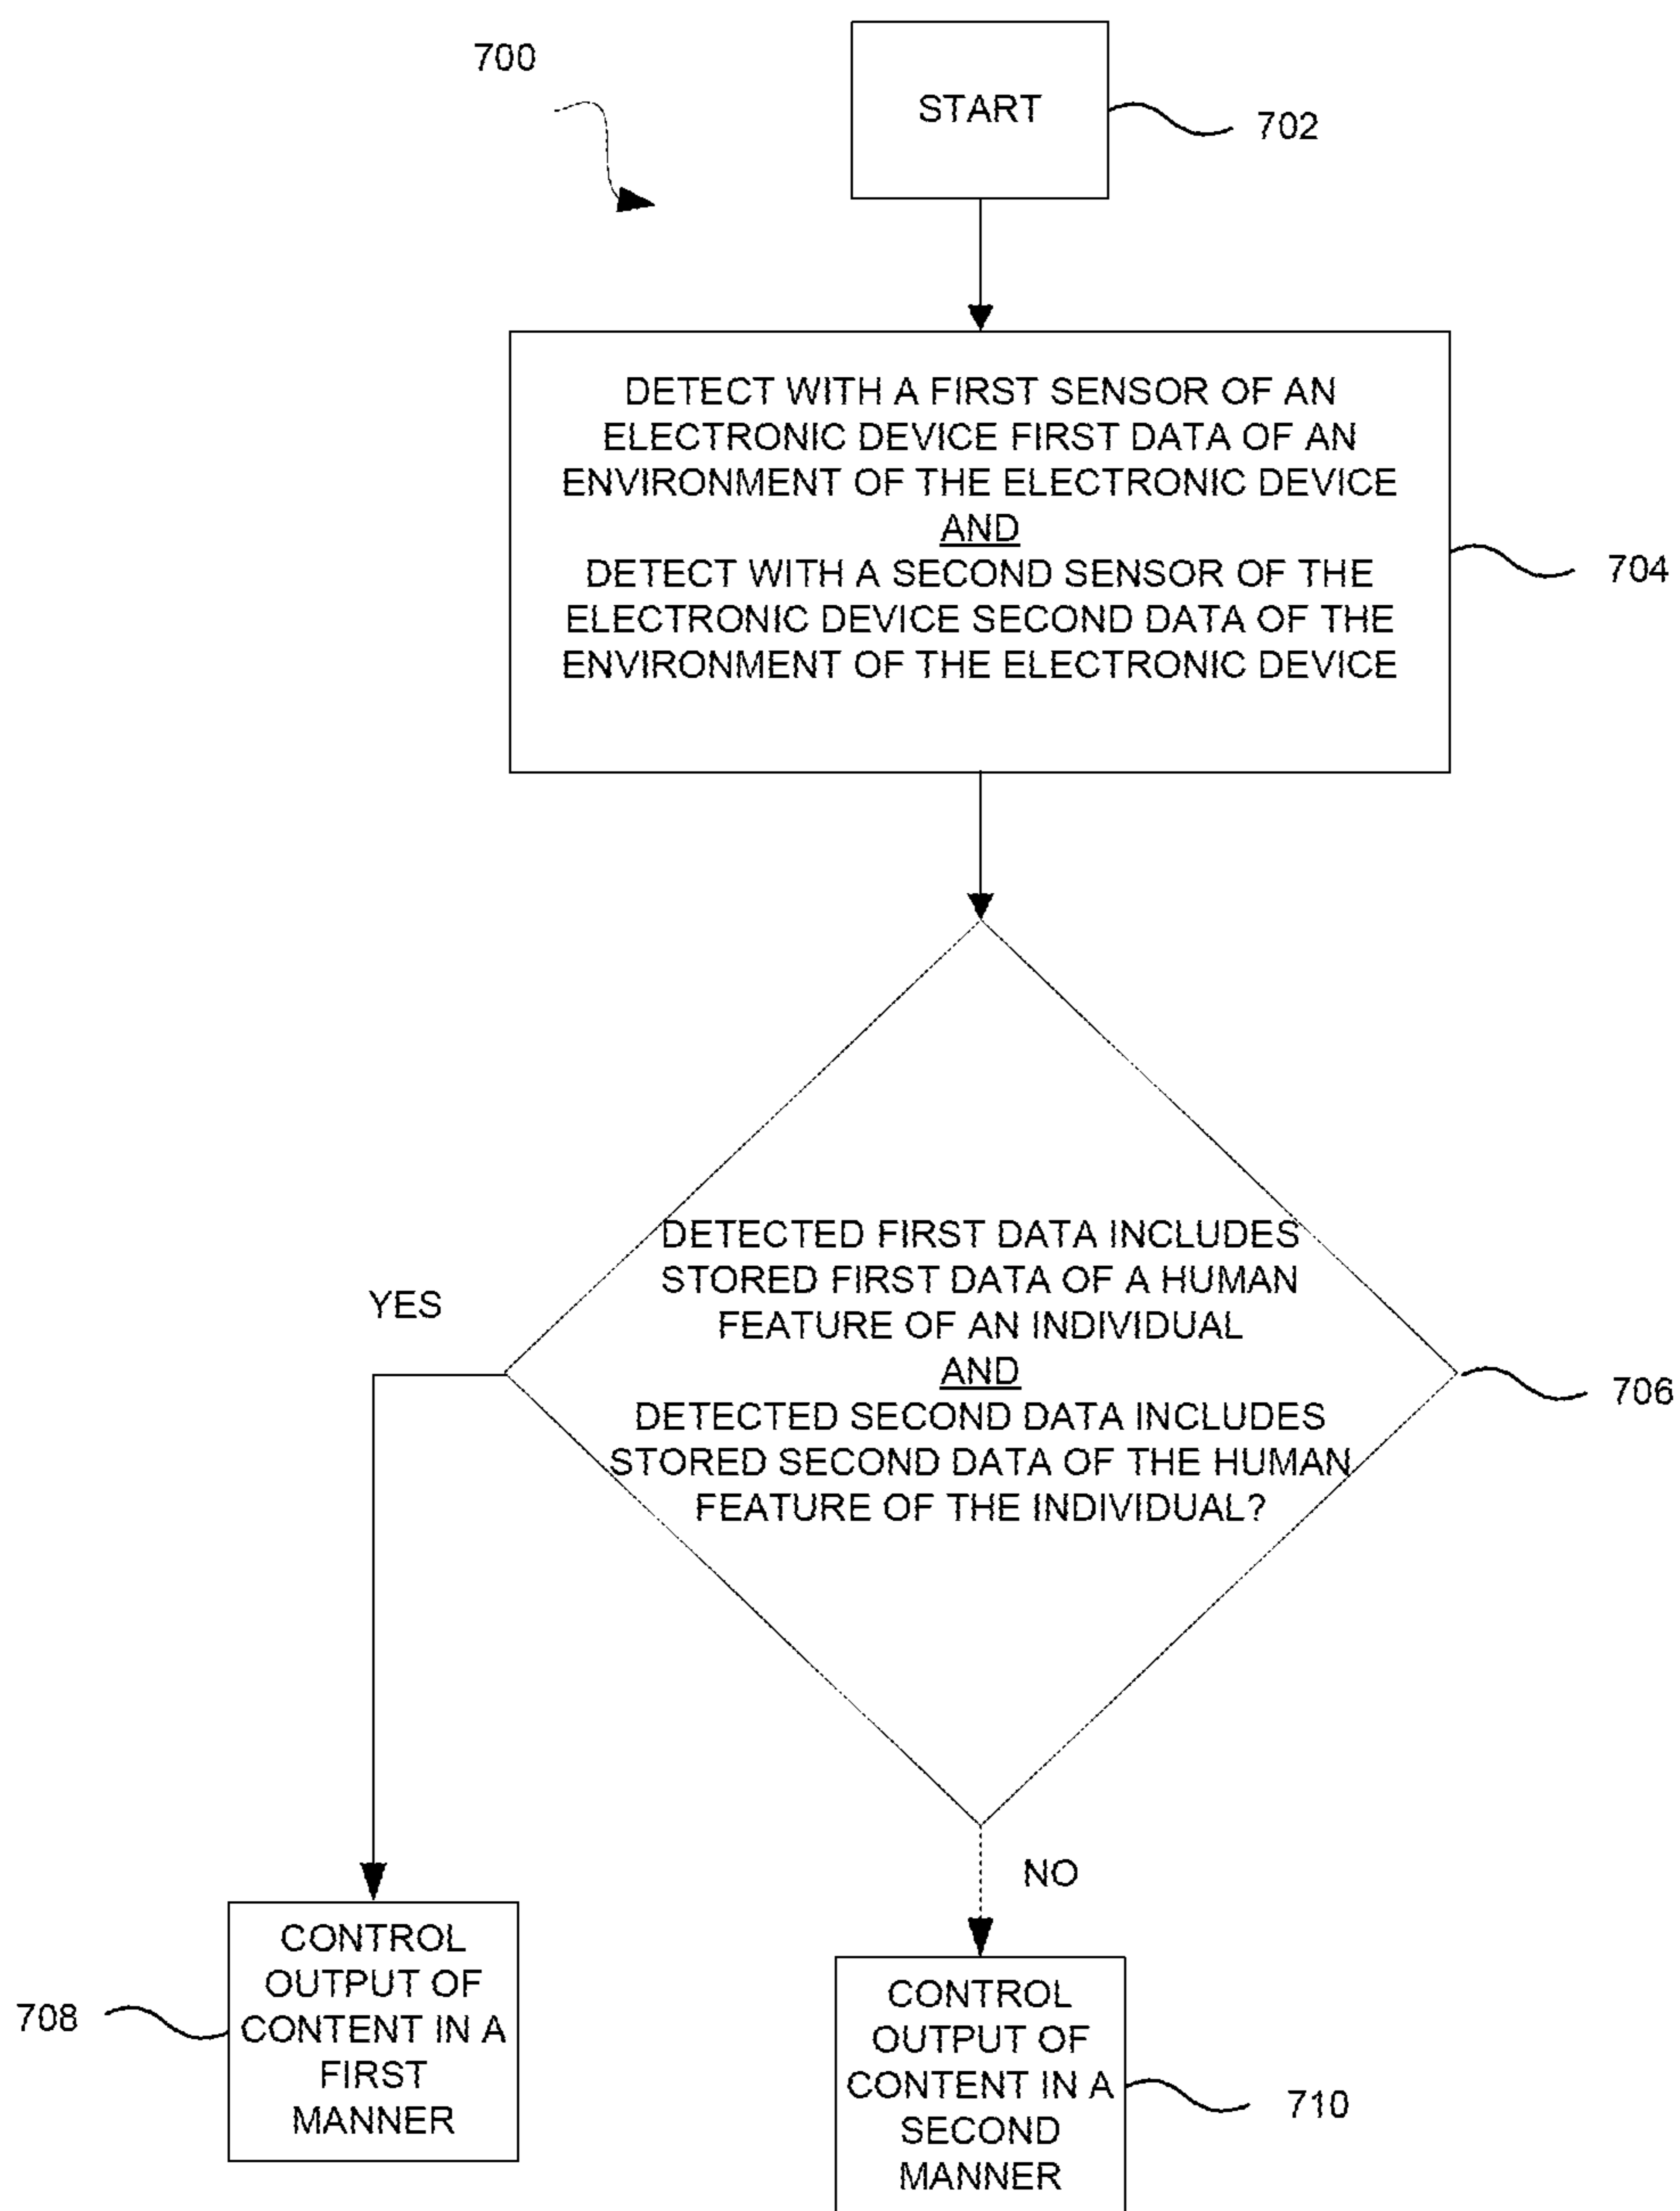 700
START
702
DETECT WITH A FIRST SENSOR OF AN
ELECTRONIC DEVICE FIRST DATA OF AN
ENVIRONMENT OF THE ELECTRONIC DEVICE
AND
DETECT WITH A SECOND SENSOR OF THE
ELECTRONIC DEVICE SECOND DATA OF THE
ENVIRONMENT OF THE ELECTRONIC DEVICE
704
DETECTED FIRST DATA INCLUDES
STORED FIRST DATA OF A HUMAN
FEATURE OF AN INDIVIDUAL
AND
DETECTED SECOND DATA INCLUDES
STORED SECOND DATA OF THE HUMAN
FEATURE OF THE INDIVIDUAL?
706
YES
NO
CONTROL
OUTPUT OF
CONTENT IN A
FIRST
MANNER
708
CONTROL
OUTPUT OF
CONTENT IN A
SECOND
MANNER
710